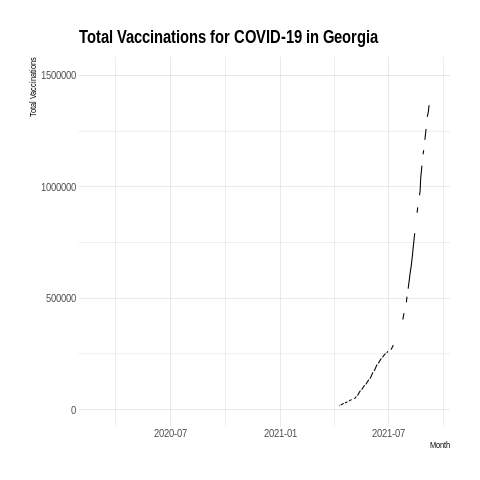 Total Vaccinations for COVID-19 in Georgia
Total Vaccinations
1500000
1000000
500000
0
2020-07 2021-01 2021-07
Month